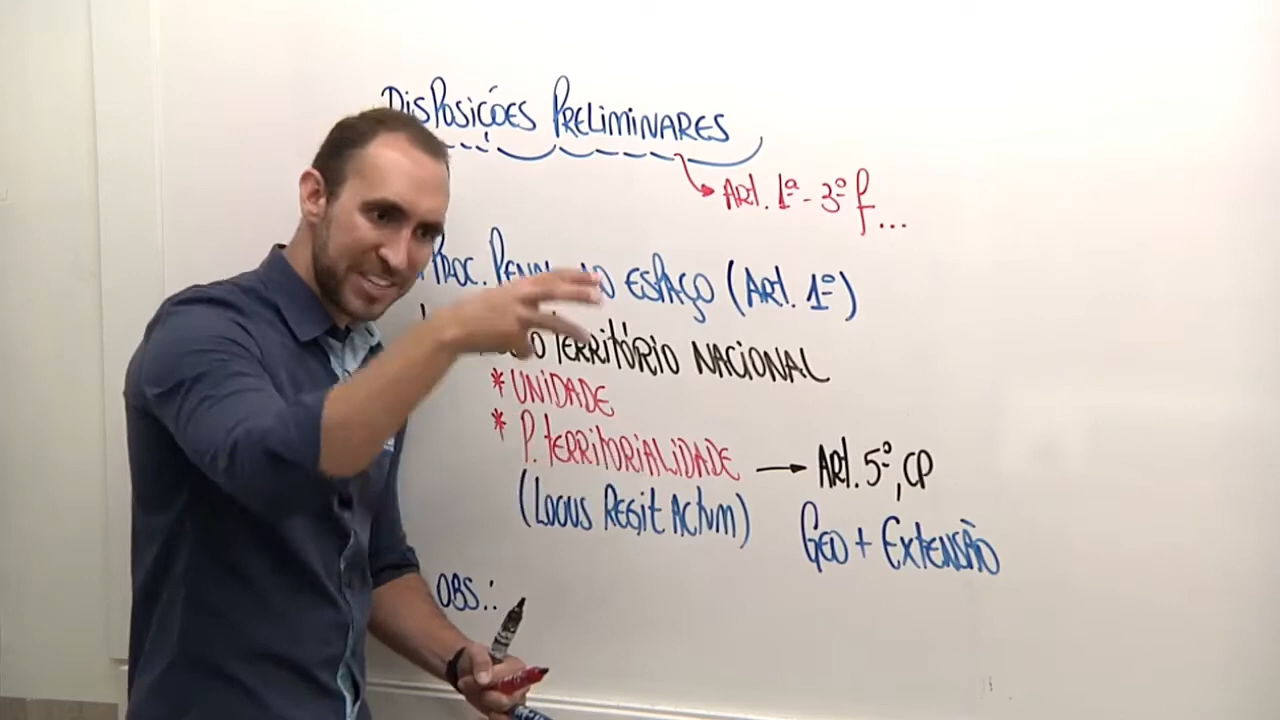 DISPOSIÇÕES PRELIMINARES
ART. 1º - 3º f...
PROC. PENAL NO ESPAÇO (ART. 1º)
TERRITÓRIO NACIONAL
* UNIDADE
* P. TERRITORIALIDADE → ART. 5º, CP
(LOCUS REGIT ACTUM) GEO + EXTENSÃO
OBS.: